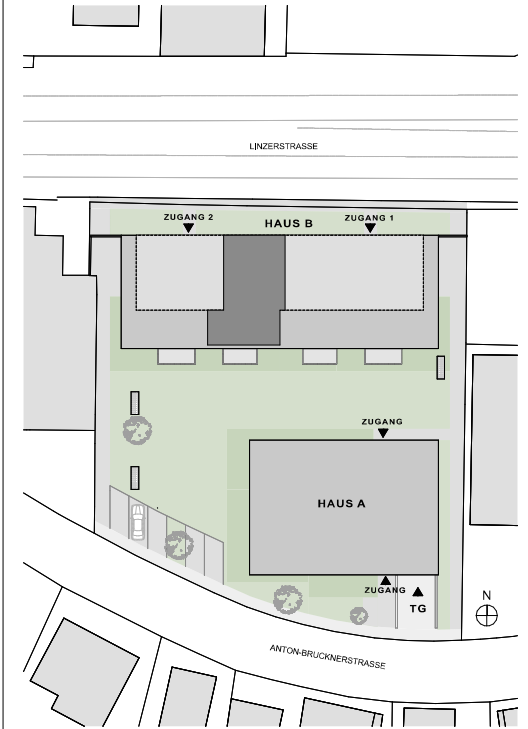 LINZERSTRASSE
ZUGANG 2
HAUS B
ZUGANG 1
ZUGANG
HAUS A
ZUGANG
TG
N
ANTON-BRUCKNERSTRASSE